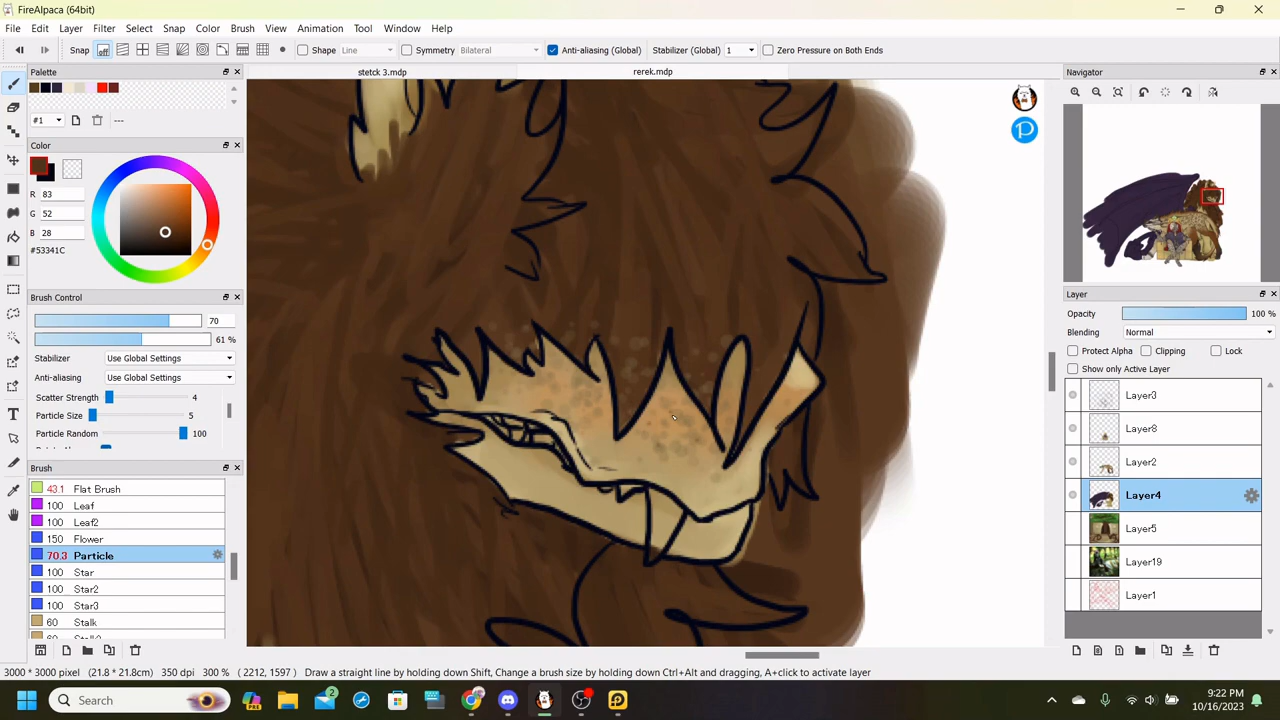 FireAlpaca (64bit)
File Edit Layer Filter Select Snap Color Brush View Animation Tool Window Help
Snap off Shape Line Symmetry Bilateral Anti-aliasing (Global) Stabilizer (Global) 1 Zero Pressure on Both Ends
Palette
stetck 3.mdp rerek.mdp
Navigator
#1 ---
Color
R 83
G 52
B 28
#53341C
Brush Control
70
61 %
Stabilizer Use Global Settings
Anti-aliasing Use Global Settings
Scatter Strength 4
Particle Size 5
Particle Random 100
Brush
43.1 Flat Brush
100 Leaf
100 Leaf2
150 Flower
70.3 Particle
100 Star
100 Star2
100 Star3
60 Stalk
Layer
Opacity 100 %
Blending Normal
Protect Alpha Clipping Lock
Show only Active Layer
Layer3
Layer8
Layer2
Layer4
Layer5
Layer19
Layer1
3000 * 3000 pixel (21.8 * 21.8cm) 350 dpi 300 % ( 2212, 1597 ) Draw a straight line by holding down Shift, Change a brush size by holding down Ctrl+Alt and dragging, A+click to activate layer
Search
PRE
2
9:22 PM
10/16/2023